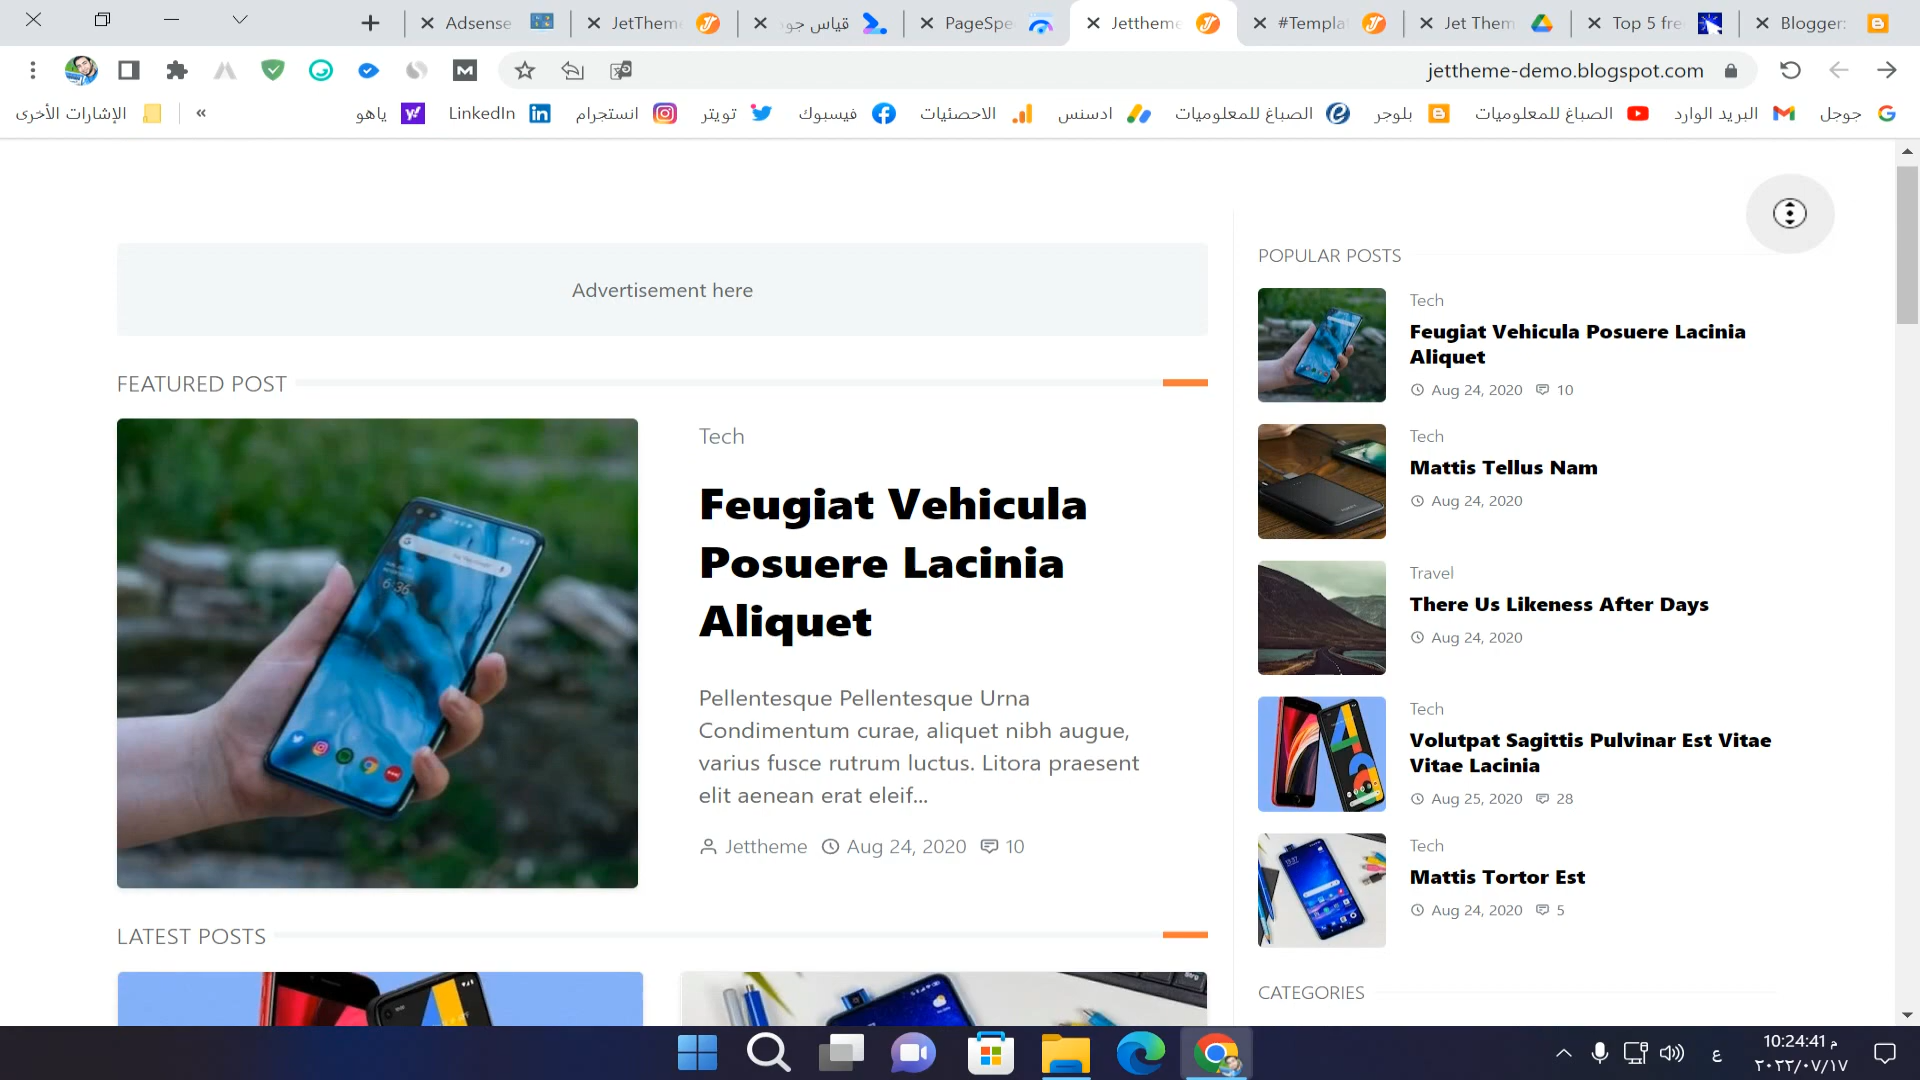 Adsense
JetThem
قياس جود
PageSpe
Jettheme
#Templa
Jet Them
Top 5 fre
Blogger:
jettheme-demo.blogspot.com
جوجل
البريد الوارد
الصباغ للمعلوميات
بلوجر
الصباغ للمعلوميات
ادسنس
الاحصئيات
فيسبوك
تويتر
انستجرام
LinkedIn
ياهو
«
الإشارات الأخرى
Advertisement here
FEATURED POST
Tech
Feugiat Vehicula
Posuere Lacinia
Aliquet
Pellentesque Pellentesque Urna
Condimentum curae, aliquet nibh augue,
varius fusce rutrum luctus. Litora praesent
elit aenean erat eleif...
Jettheme Aug 24, 2020 10
LATEST POSTS
POPULAR POSTS
Tech
Feugiat Vehicula Posuere Lacinia
Aliquet
Aug 24, 2020 10
Tech
Mattis Tellus Nam
Aug 24, 2020
Travel
There Us Likeness After Days
Aug 24, 2020
Tech
Volutpat Sagittis Pulvinar Est Vitae
Vitae Lacinia
Aug 25, 2020 28
Tech
Mattis Tortor Est
Aug 24, 2020 5
CATEGORIES
ع
10:24:41 م
٢٠٢٢/٠٧/١٧